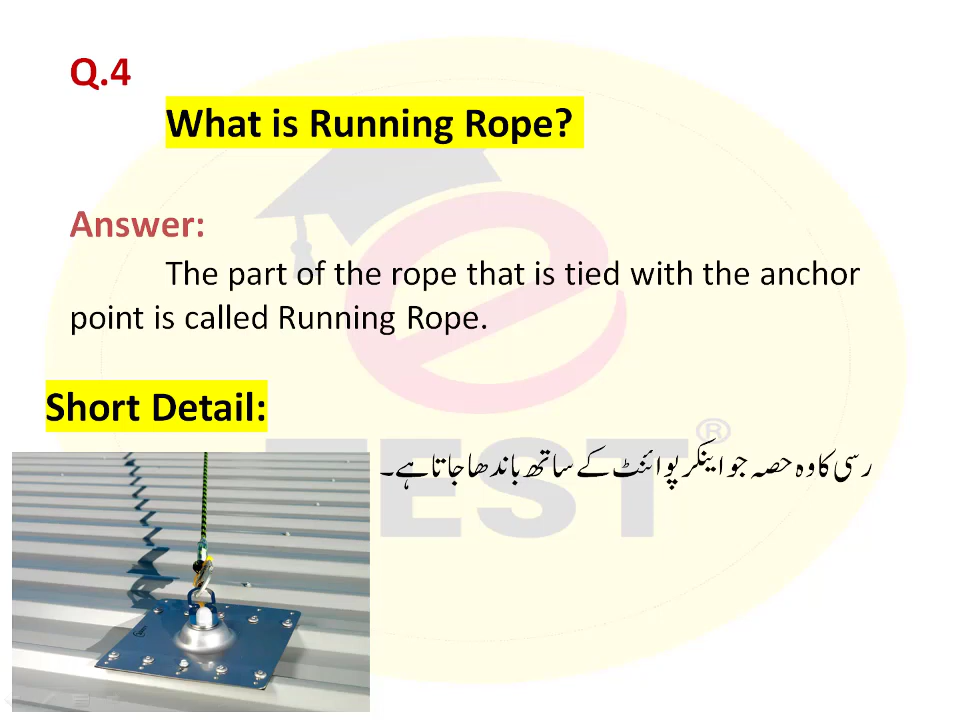 Q.4
What is Running Rope?
Answer:
The part of the rope that is tied with the anchor
point is called Running Rope.
Short Detail:
رسی کا وہ حصہ جو اینکر پوائنٹ کے ساتھ باندھا جاتا ہے۔
e
TEST®